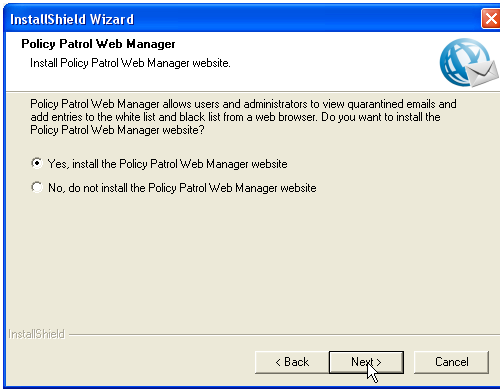 InstallShield Wizard
Policy Patrol Web Manager
Install Policy Patrol Web Manager website.
Policy Patrol Web Manager allows users and administrators to view quarantined emails and
add entries to the white list and black list from a web browser. Do you want to install the
Policy Patrol Web Manager website?
Yes, install the Policy Patrol Web Manager website
No, do not install the Policy Patrol Web Manager website
InstallShield
< Back Next > Cancel